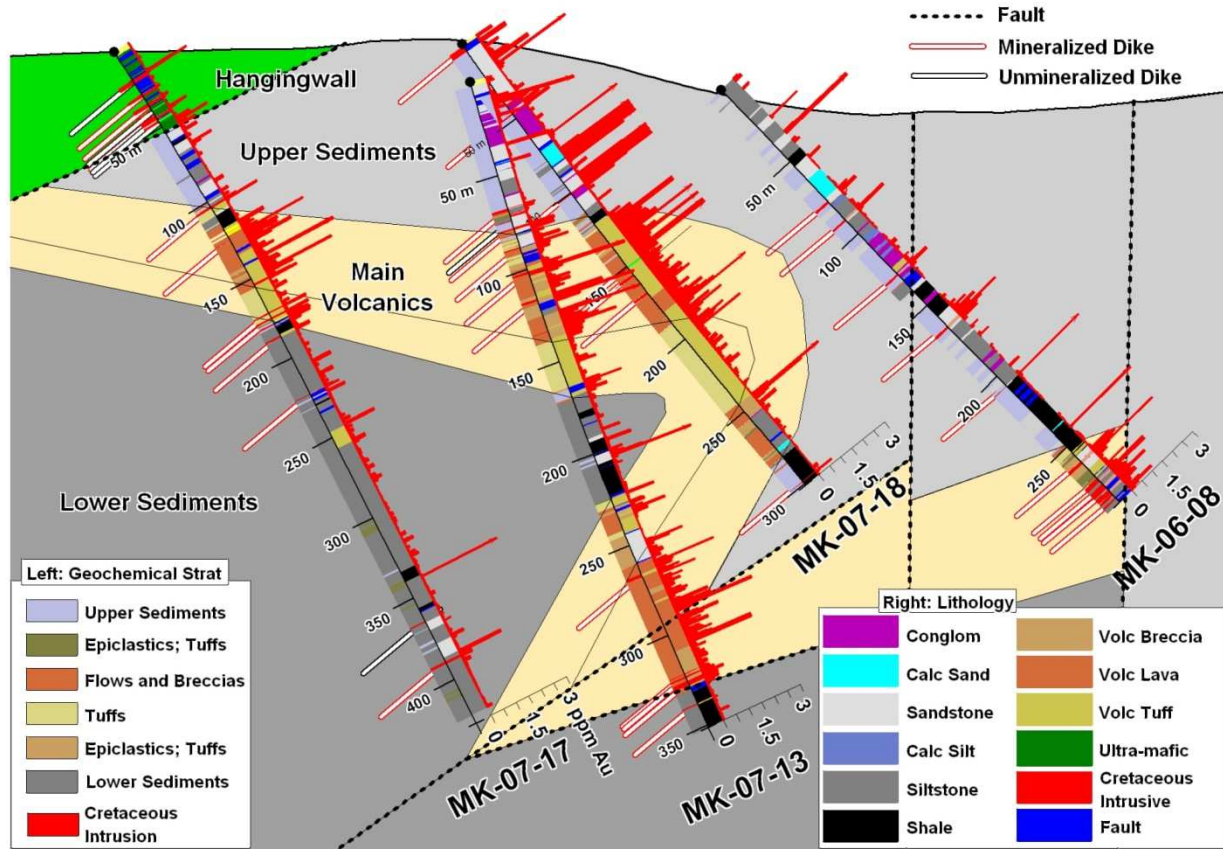 Fault
Mineralized Dike
Unmineralized Dike
Hangingwall
Upper Sediments
Main
Volcanics
Lower Sediments
50 m
100
150
200
250
300
350
400
0
1.5
3 ppm Au
MK-07-17
50 m
100
150
200
250
300
350
0
1.5
3
MK-07-13
50 m
150
200
250
300
0
1.5
3
MK-07-18
50 m
100
150
200
250
0
1.5
3
MK-06-08
Left: Geochemical Strat
Upper Sediments
Epiclastics; Tuffs
Flows and Breccias
Tuffs
Epiclastics; Tuffs
Lower Sediments
Cretaceous
Intrusion
Right: Lithology
Conglom
Calc Sand
Sandstone
Calc Silt
Siltstone
Shale
Volc Breccia
Volc Lava
Volc Tuff
Ultra-mafic
Cretaceous
Intrusive
Fault